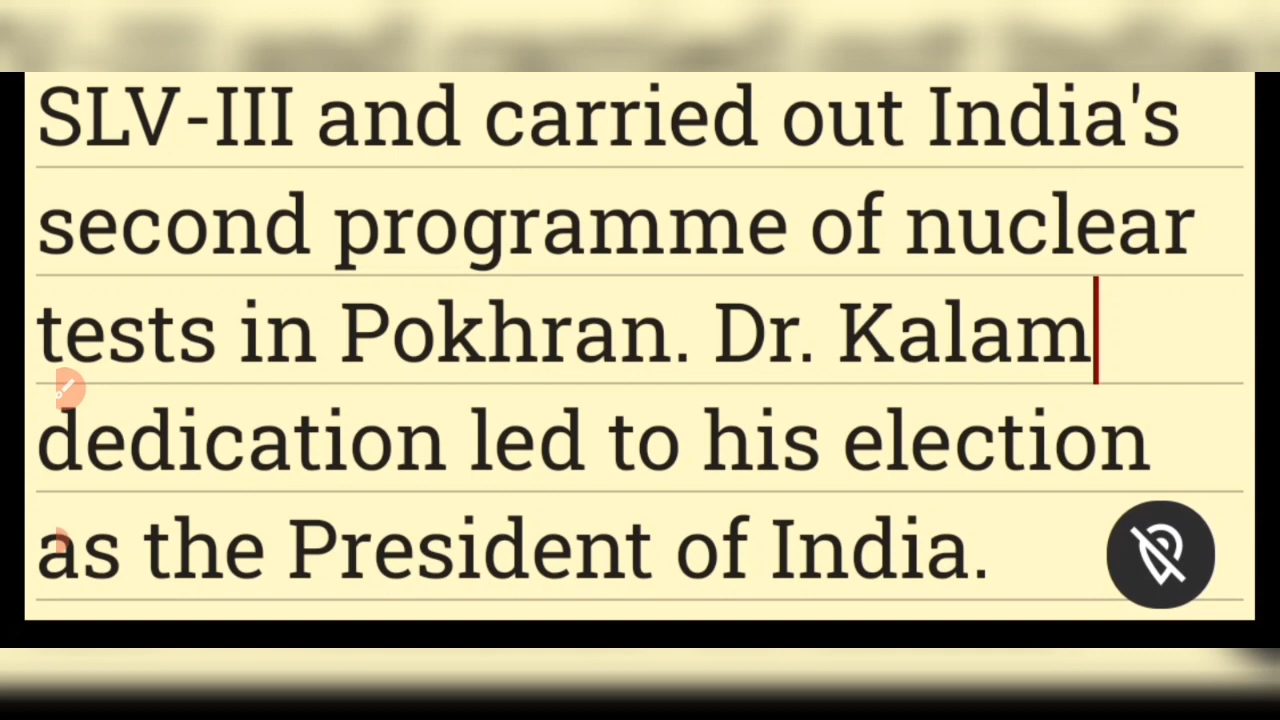 SLV-III and carried out India's
second programme of nuclear
tests in Pokhran. Dr. Kalam
dedication led to his election
as the President of India.